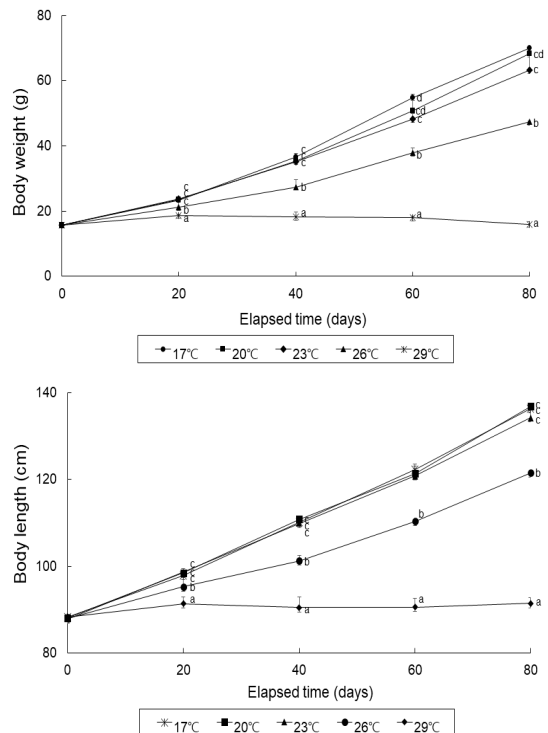 80
60
40
20
0
Body weight (g)
c
c
c
b
a
c
c
c
b
a
d
cd
c
b
a
cd
c
b
a
0 20 40 60 80
Elapsed time (days)
17℃ 20℃ 23℃ 26℃ 29℃
140
120
100
80
Body length (cm)
c
c
c
b
a
c
c
c
b
a
b
a
c
c
c
b
a
0 20 40 60 80
Elapsed time (days)
17℃ 20℃ 23℃ 26℃ 29℃